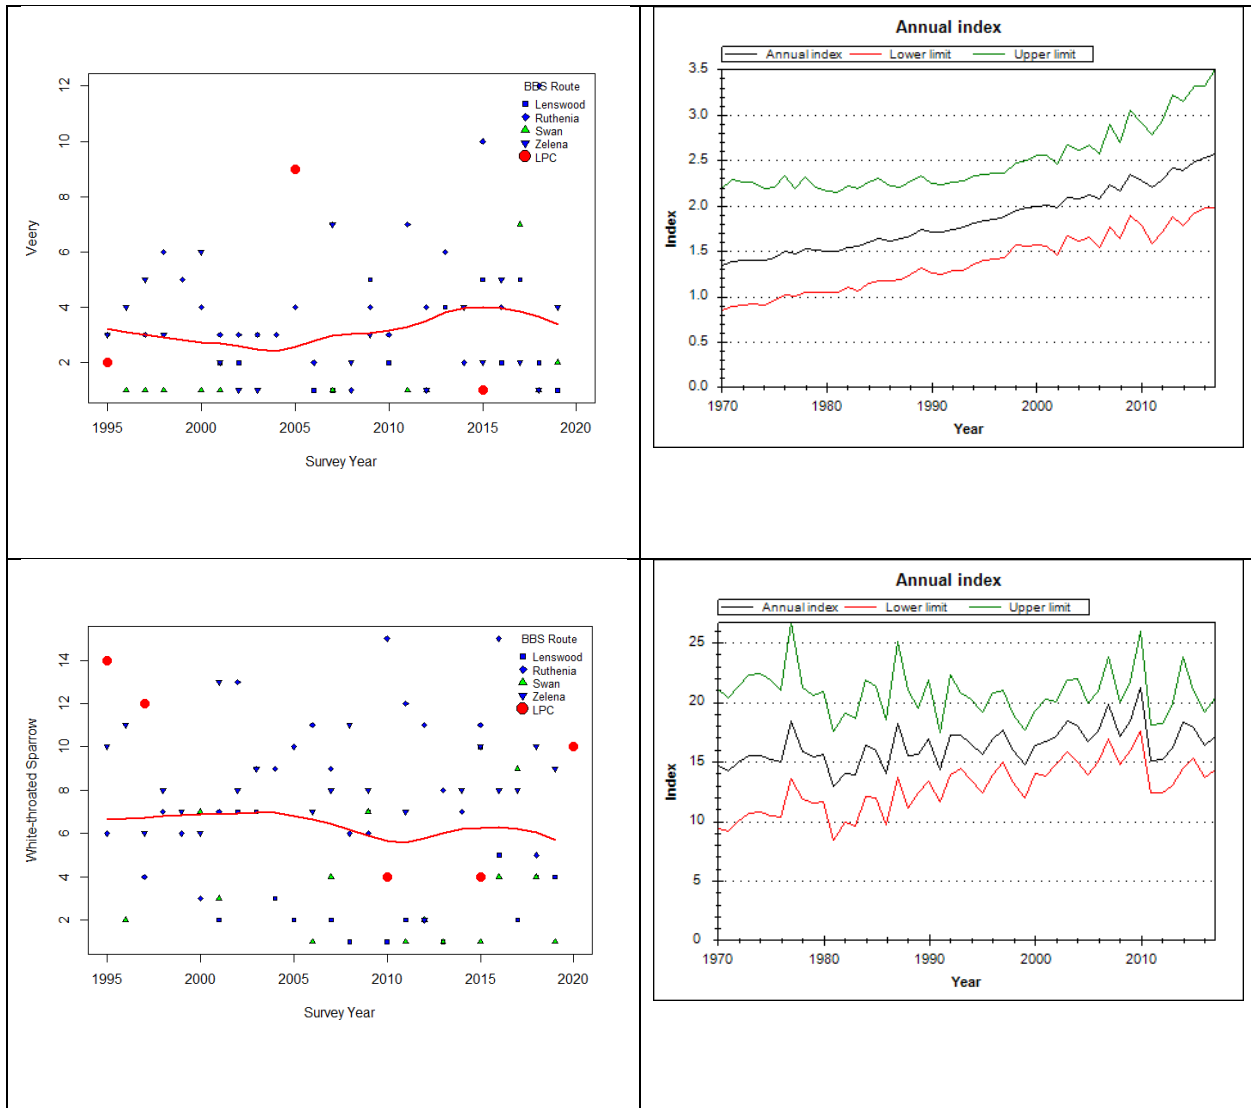 Veery
12
10
8
6
4
2
BBS Route
Lenswood
Ruthenia
Swan
Zelena
LPC
1995 2000 2005 2010 2015 2020
Survey Year
Annual index
Annual index Lower limit Upper limit
Index
3.5
3.0
2.5
2.0
1.5
1.0
0.5
0.0
1970 1980 1990 2000 2010
Year
White-throated Sparrow
14
12
10
8
6
4
2
BBS Route
Lenswood
Ruthenia
Swan
Zelena
LPC
1995 2000 2005 2010 2015 2020
Survey Year
Annual index
Annual index Lower limit Upper limit
Index
25
20
15
10
5
0
1970 1980 1990 2000 2010
Year